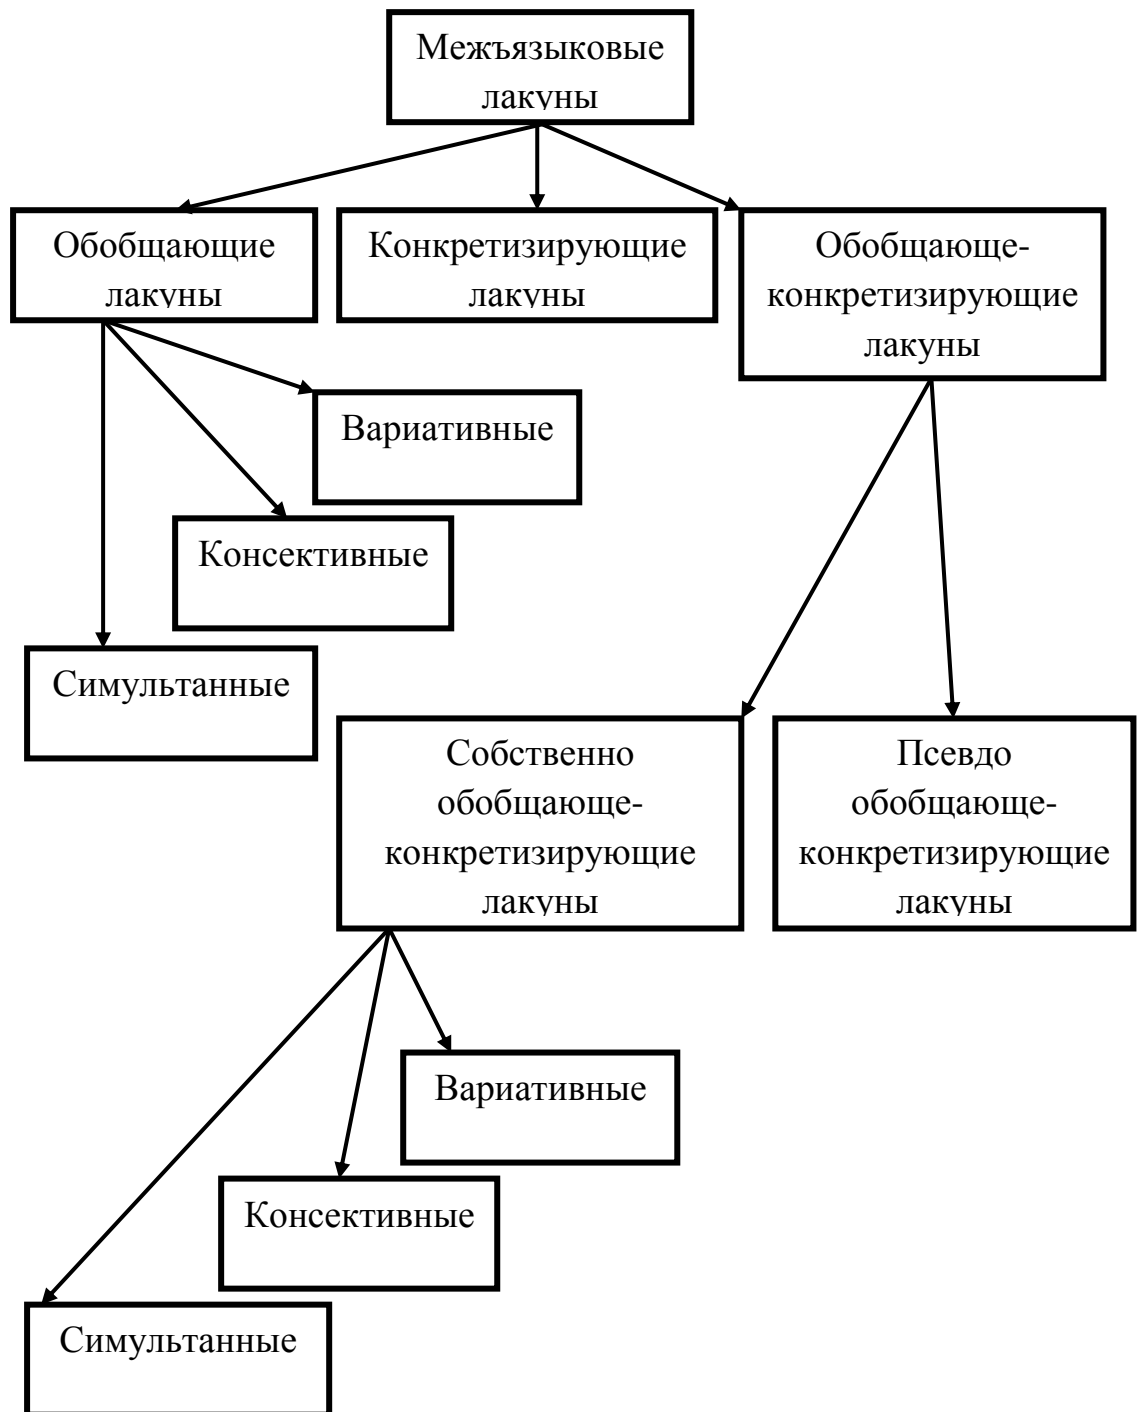 Межъязыковые
лакуны
Обобщающие
лакуны
Конкретизирующие
лакуны
Обобщающе-
конкретизирующие
лакуны
Вариативные
Консективные
Симультанные
Собственно
обобщающе-
конкретизирующие
лакуны
Псевдо
обобщающе-
конкретизирующие
лакуны
Вариативные
Консективные
Симультанные